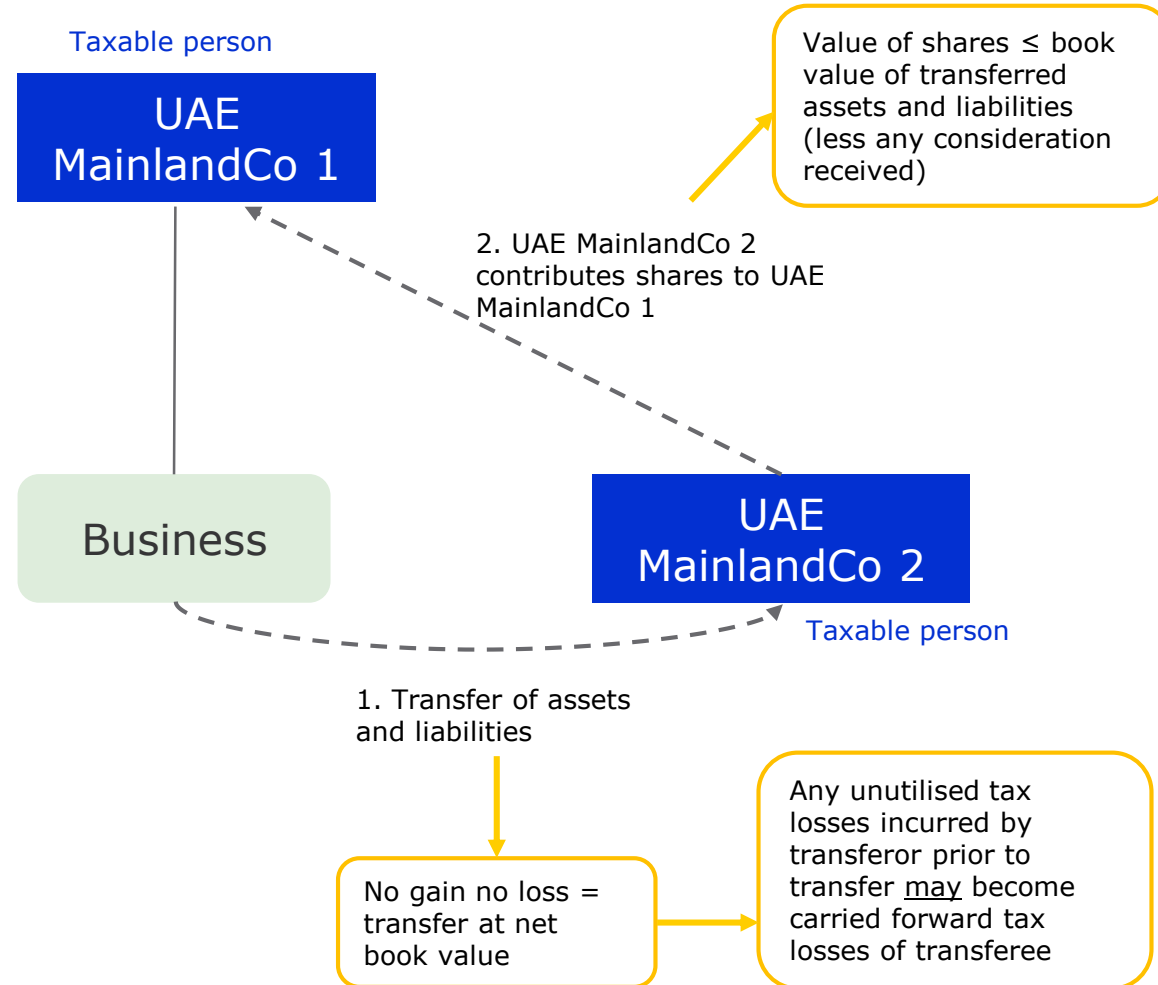 Taxable person
UAE
MainlandCo 1
Value of shares ≤ book
value of transferred
assets and liabilities
(less any consideration
received)
2. UAE MainlandCo 2
contributes shares to UAE
MainlandCo 1
Business
UAE
MainlandCo 2
Taxable person
1. Transfer of assets
and liabilities
No gain no loss =
transfer at net
book value
Any unutilised tax
losses incurred by
transferor prior to
transfer may become
carried forward tax
losses of transferee